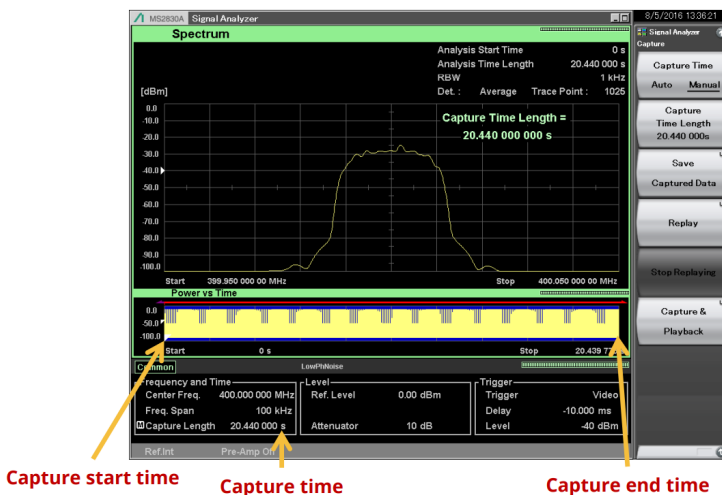 MS2830A Signal Analyzer
8/5/2016 13:36:21
Spectrum
Signal Analyzer
Capture
Analysis Start Time 0 s
Analysis Time Length 20.440 000 s
RBW 1 kHz
Det. : Average Trace Point : 1025
[dBm]
Capture Time
Auto Manual
0.0
-10.0
-20.0
-30.0
-40.0
-50.0
-60.0
-70.0
-80.0
-90.0
-100.0
Capture Time Length =
20.440 000 000 s
Capture
Time Length
20.440 000s
Save
Captured Data
Replay
Stop Replaying
Capture &
Playback
Start 399.950 000 00 MHz
Stop 400.050 000 00 MHz
Power vs Time
0.0
-50.0
-100.0
Start 0 s
Stop 20.439
Common
LowPhNoise
Frequency and Time
Center Freq. 400.000 000 MHz
Freq. Span 100 kHz
M Capture Length 20.440 000 s
Level
Ref. Level 0.00 dBm
Attenuator 10 dB
Trigger
Trigger Video
Delay -10.000 ms
Level -40 dBm
Ref.Int Pre-Amp Off
Capture start time
Capture time
Capture end time